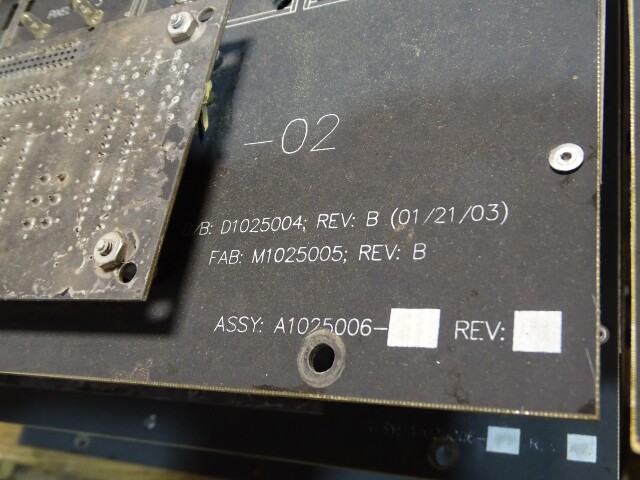 -02
D/B: D1025004; REV: B (01/21/03)
FAB: M1025005; REV: B
ASSY: A1025006- REV: